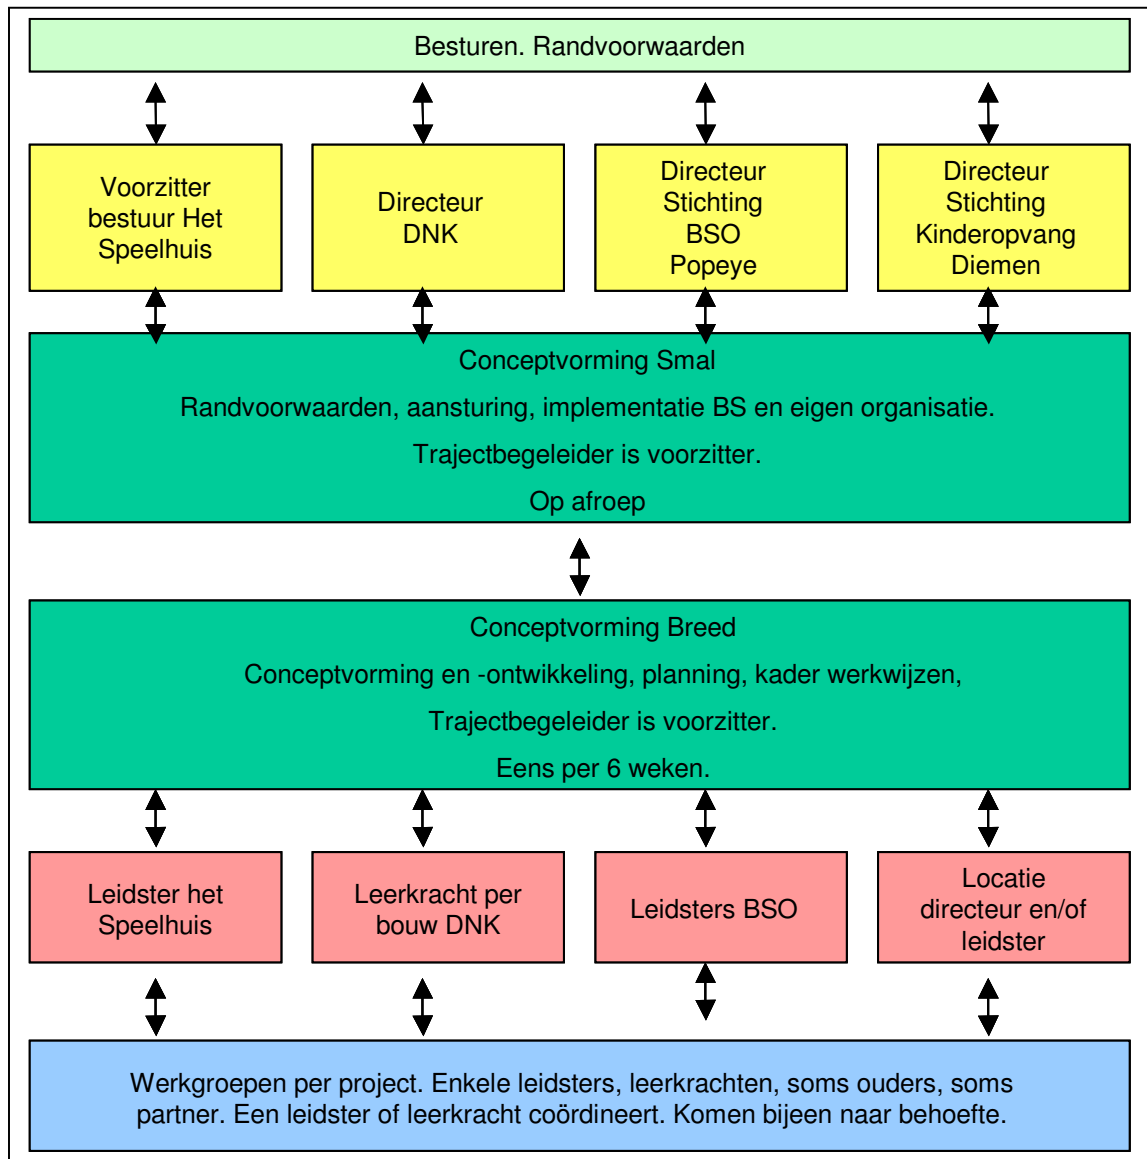 Besturen. Randvoorwaarden
Voorzitter
bestuur Het
Speelhuis
Directeur
DNK
Directeur
Stichting
BSO
Popeye
Directeur
Stichting
Kinderopvang
Diemen
Conceptvorming Smal
Randvoorwaarden, aansturing, implementatie BS en eigen organisatie.
Trajectbegeleider is voorzitter.
Op afroep
Conceptvorming Breed
Conceptvorming en -ontwikkeling, planning, kader werkwijzen,
Trajectbegeleider is voorzitter.
Eens per 6 weken.
Leidster het
Speelhuis
Leerkracht per
bouw DNK
Leidsters BSO
Locatie
directeur en/of
leidster
Werkgroepen per project. Enkele leidsters, leerkrachten, soms ouders, soms
partner. Een leidster of leerkracht coördineert. Komen bijeen naar behoefte.